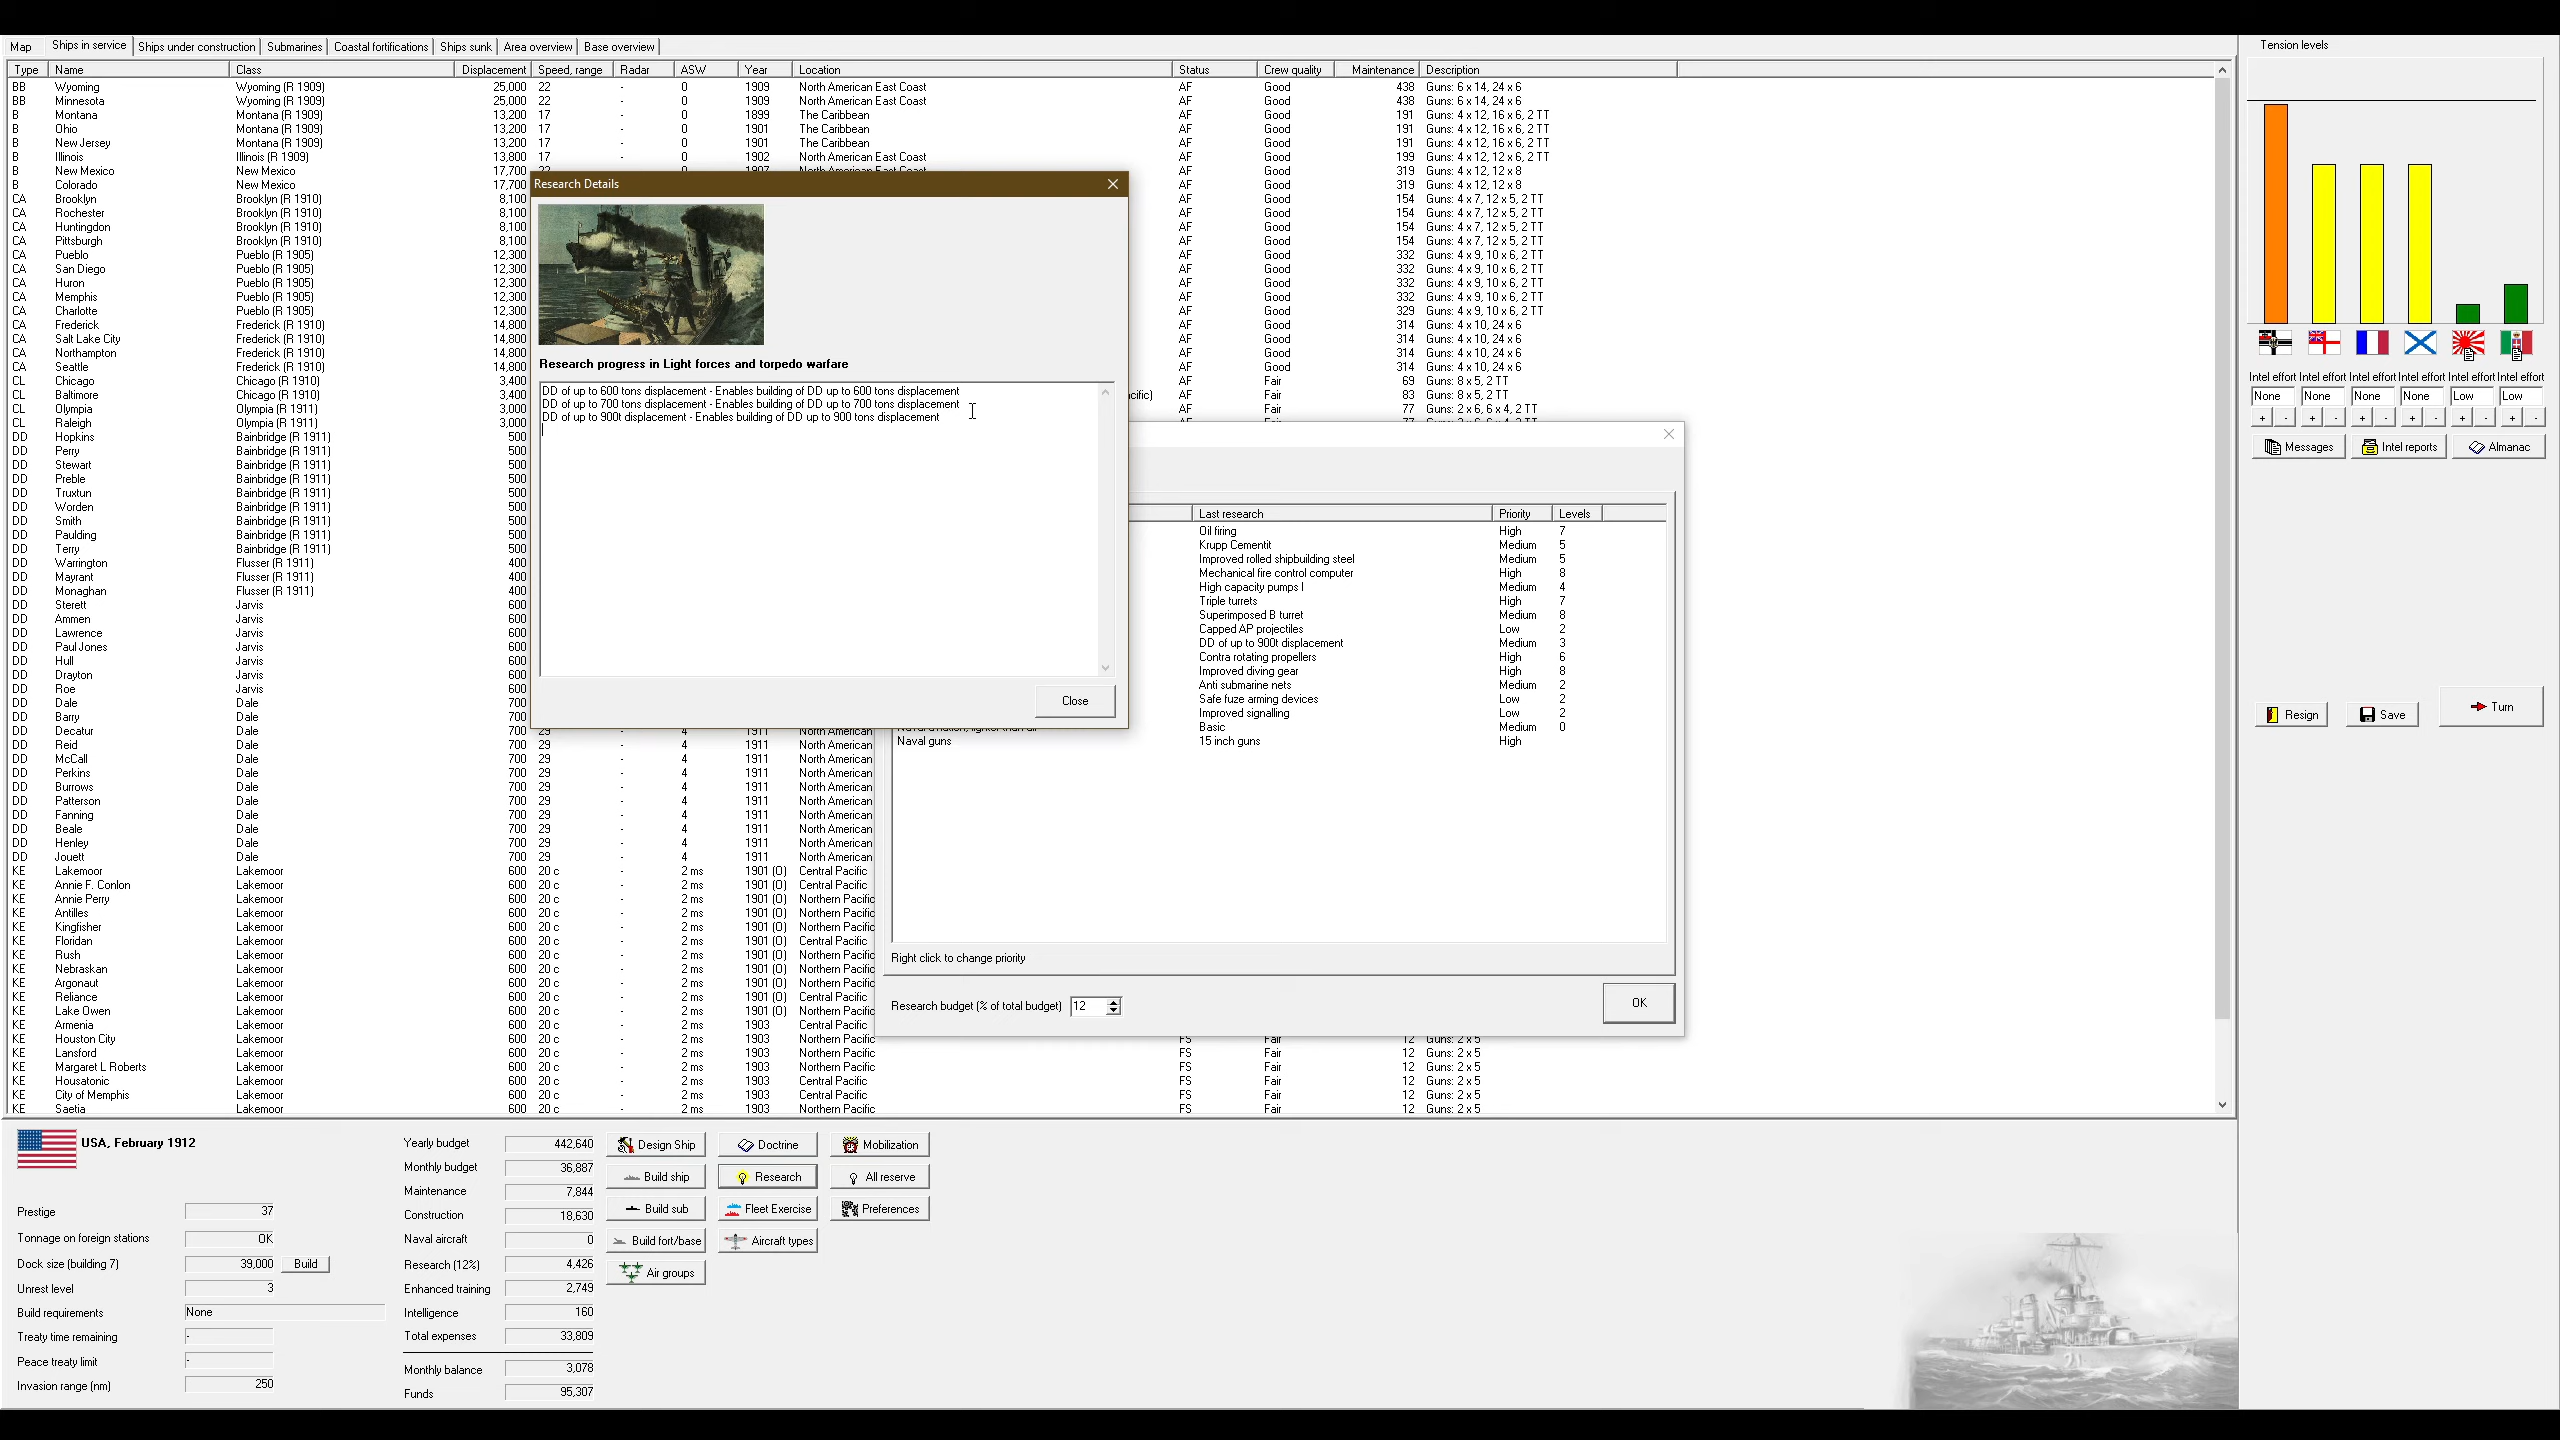 Map Ships in service Ships under construction Submarines Coastal fortifications Ships sunk Area overview Base overview
Type Name Class Displacement Speed, range Radar ASW Year Location Status Crew quality Maintenance Description
BB Wyoming Wyoming (R 1909) 25,000 22 - 0 1909 North American East Coast AF Good 438 Guns: 6 x 14, 24 x 6
BB Minnesota Wyoming (R 1909) 25,000 22 - 0 1909 North American East Coast AF Good 438 Guns: 6 x 14, 24 x 6
B Montana Montana (R 1909) 13,200 17 - 0 1899 The Caribbean AF Good 191 Guns: 4 x 12, 16 x 6, 2 TT
B Ohio Montana (R 1909) 13,200 17 - 0 1901 The Caribbean AF Good 191 Guns: 4 x 12, 16 x 6, 2 TT
B New Jersey Montana (R 1909) 13,200 17 - 0 1901 The Caribbean AF Good 191 Guns: 4 x 12, 16 x 6, 2 TT
B Illinois Illinois (R 1909) 13,800 17 - 0 1902 North American East Coast AF Good 199 Guns: 4 x 12, 12 x 6, 2 TT
B New Mexico New Mexico 17,700 22 - 0 1907 North American East Coast AF Good 319 Guns: 4 x 12, 12 x 8
B Colorado New Mexico 17,700 AF Good 319 Guns: 4 x 12, 12 x 8
CA Brooklyn Brooklyn (R 1910) 8,100 AF Good 154 Guns: 4 x 7, 12 x 5, 2 TT
CA Rochester Brooklyn (R 1910) 8,100 AF Good 154 Guns: 4 x 7, 12 x 5, 2 TT
CA Huntingdon Brooklyn (R 1910) 8,100 AF Good 154 Guns: 4 x 7, 12 x 5, 2 TT
CA Pittsburgh Brooklyn (R 1910) 8,100 AF Good 154 Guns: 4 x 7, 12 x 5, 2 TT
CA Pueblo Pueblo (R 1905) 12,300 AF Good 332 Guns: 4 x 9, 10 x 6, 2 TT
CA San Diego Pueblo (R 1905) 12,300 AF Good 332 Guns: 4 x 9, 10 x 6, 2 TT
CA Huron Pueblo (R 1905) 12,300 AF Good 332 Guns: 4 x 9, 10 x 6, 2 TT
CA Memphis Pueblo (R 1905) 12,300 AF Good 332 Guns: 4 x 9, 10 x 6, 2 TT
CA Charlotte Pueblo (R 1905) 12,300 AF Good 329 Guns: 4 x 9, 10 x 6, 2 TT
CA Frederick Frederick (R 1910) 14,800 AF Good 314 Guns: 4 x 10, 24 x 6
CA Salt Lake City Frederick (R 1910) 14,800 AF Good 314 Guns: 4 x 10, 24 x 6
CA Northampton Frederick (R 1910) 14,800 AF Good 314 Guns: 4 x 10, 24 x 6
CA Seattle Frederick (R 1910) 14,800 AF Good 314 Guns: 4 x 10, 24 x 6
CL Chicago Chicago (R 1910) 3,400 AF Fair 69 Guns: 8 x 5, 2 TT
CL Baltimore Chicago (R 1910) 3,400 cific) AF Fair 83 Guns: 8 x 5, 2 TT
CL Olympia Olympia (R 1911) 3,000 AF Fair 77 Guns: 2 x 6, 6 x 4, 2 TT
CL Raleigh Olympia (R 1911) 3,000 AF Fair 77 Guns: 2 x 6, 6 x 4, 2 TT
DD Hopkins Bainbridge (R 1911) 500
DD Perry Bainbridge (R 1911) 500
DD Stewart Bainbridge (R 1911) 500
DD Preble Bainbridge (R 1911) 500
DD Truxtun Bainbridge (R 1911) 500
DD Worden Bainbridge (R 1911) 500
DD Smith Bainbridge (R 1911) 500
DD Paulding Bainbridge (R 1911) 500
DD Terry Bainbridge (R 1911) 500
DD Warrington Flusser (R 1911) 400
DD Mayrant Flusser (R 1911) 400
DD Monaghan Flusser (R 1911) 400
DD Sterett Jarvis 600
DD Ammen Jarvis 600
DD Lawrence Jarvis 600
DD Paul Jones Jarvis 600
DD Hull Jarvis 600
DD Drayton Jarvis 600
DD Roe Jarvis 600
DD Dale Dale 700
DD Barry Dale 700
DD Decatur Dale 700 29 - 4 1911 North American
DD Reid Dale 700 29 - 4 1911 North American
DD McCall Dale 700 29 - 4 1911 North American
DD Perkins Dale 700 29 - 4 1911 North American
DD Burrows Dale 700 29 - 4 1911 North American
DD Patterson Dale 700 29 - 4 1911 North American
DD Fanning Dale 700 29 - 4 1911 North American
DD Beale Dale 700 29 - 4 1911 North American
DD Henley Dale 700 29 - 4 1911 North American
DD Jouett Dale 700 29 - 4 1911 North American
KE Lakemoor Lakemoor 600 20 c - 2 ms 1901 (O) Central Pacific
KE Annie F. Conlon Lakemoor 600 20 c - 2 ms 1901 (O) Central Pacific
KE Annie Perry Lakemoor 600 20 c - 2 ms 1901 (O) Northern Pacific
KE Antilles Lakemoor 600 20 c - 2 ms 1901 (O) Northern Pacific
KE Kingfisher Lakemoor 600 20 c - 2 ms 1901 (O) Northern Pacific
KE Floridan Lakemoor 600 20 c - 2 ms 1901 (O) Central Pacific
KE Rush Lakemoor 600 20 c - 2 ms 1901 (O) Northern Pacific
KE Nebraskan Lakemoor 600 20 c - 2 ms 1901 (O) Northern Pacific
KE Argonaut Lakemoor 600 20 c - 2 ms 1901 (O) Northern Pacific
KE Reliance Lakemoor 600 20 c - 2 ms 1901 (O) Central Pacific
KE Lake Owen Lakemoor 600 20 c - 2 ms 1901 (O) Northern Pacific
KE Armenia Lakemoor 600 20 c - 2 ms 1903 Central Pacific
KE Houston City Lakemoor 600 20 c - 2 ms 1903 Northern Pacific FS Fair 12 Guns: 2 x 5
KE Lansford Lakemoor 600 20 c - 2 ms 1903 Northern Pacific FS Fair 12 Guns: 2 x 5
KE Margaret L Roberts Lakemoor 600 20 c - 2 ms 1903 Northern Pacific FS Fair 12 Guns: 2 x 5
KE Housatonic Lakemoor 600 20 c - 2 ms 1903 Central Pacific FS Fair 12 Guns: 2 x 5
KE City of Memphis Lakemoor 600 20 c - 2 ms 1903 Central Pacific FS Fair 12 Guns: 2 x 5
KE Saetia Lakemoor 600 20 c - 2 ms 1903 Northern Pacific FS Fair 12 Guns: 2 x 5
Research Details
Research progress in Light forces and torpedo warfare
DD of up to 600 tons displacement - Enables building of DD up to 600 tons displacement
DD of up to 700 tons displacement - Enables building of DD up to 700 tons displacement
DD of up to 900t displacement - Enables building of DD up to 900 tons displacement
Close
Last research Priority Levels
Oil firing High 7
Krupp Cementit Medium 5
Improved rolled shipbuilding steel Medium 5
Mechanical fire control computer High 8
High capacity pumps I Medium 4
Triple turrets High 7
Superimposed B turret Medium 8
Capped AP projectiles Low 2
DD of up to 900t displacement Medium 3
Contra rotating propellers High 6
Improved diving gear High 8
Anti submarine nets Medium 2
Safe fuze arming devices Low 2
Improved signalling Low 2
Basic Medium 0
Naval guns 15 inch guns High
Right click to change priority
Research budget (% of total budget) 12
OK
Tension levels
Intel effort Intel effort Intel effort Intel effort Intel effort Intel effort
None None None None Low Low
+ - + - + - + - + - + -
Messages Intel reports Almanac
Resign Save Turn
USA, February 1912
Prestige 37
Tonnage on foreign stations OK
Dock size (building 7) 39,000 Build
Unrest level 3
Build requirements None
Treaty time remaining -
Peace treaty limit -
Invasion range (nm) 250
Yearly budget 442,640
Monthly budget 36,887
Maintenance 7,844
Construction 18,630
Naval aircraft 0
Research (12%) 4,426
Enhanced training 2,749
Intelligence 160
Total expenses 33,809
Monthly balance 3,078
Funds 95,307
Design Ship Doctrine Mobilization
Build ship Research All reserve
Build sub Fleet Exercise Preferences
Build fort/base Aircraft types
Air groups